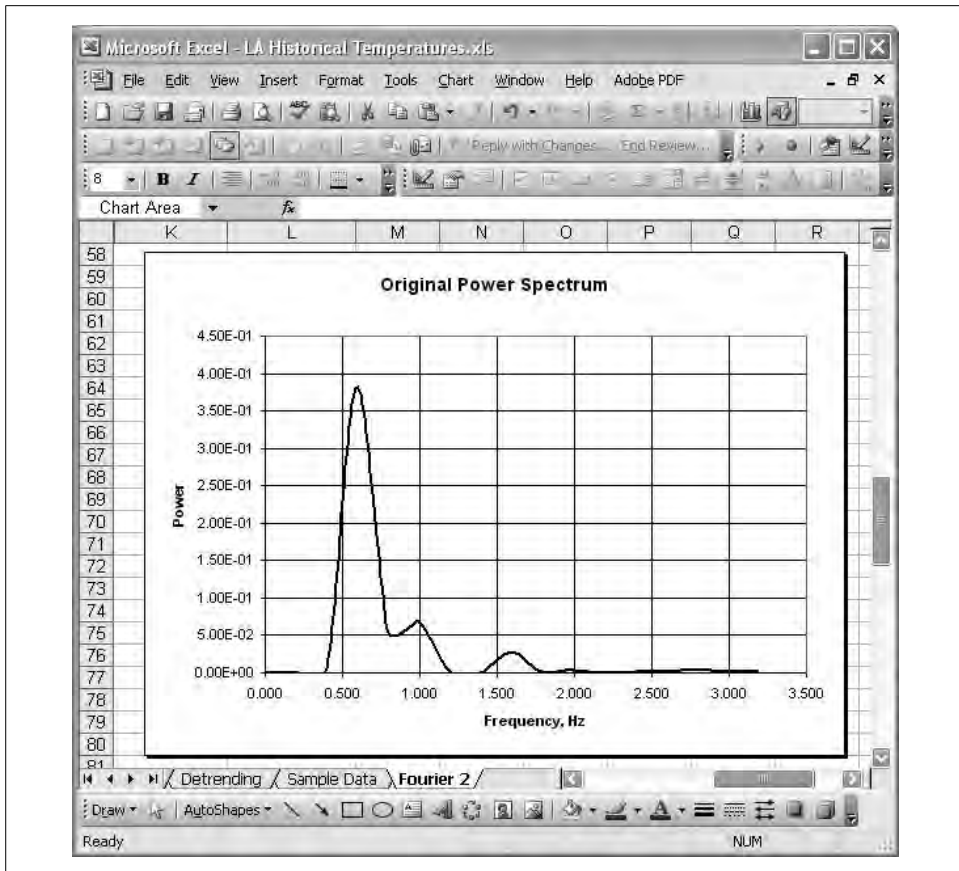 Microsoft Excel - LA Historical Temperatures.xls
File Edit View Insert Format Tools Chart Window Help Adobe PDF
Reply with Changes... End Review...
8 B I
Chart Area fx
K L M N O P Q R
58
59
60
61
62
63
64
65
66
67
68
69
70
71
72
73
74
75
76
77
78
79
80
81
Original Power Spectrum
4.50E-01
4.00E-01
3.50E-01
3.00E-01
2.50E-01
2.00E-01
1.50E-01
1.00E-01
5.00E-02
0.00E+00
Power
0.000 0.500 1.000 1.500 2.000 2.500 3.000 3.500
Frequency, Hz
Detrending / Sample Data \ Fourier 2 /
Draw AutoShapes A
Ready NUM